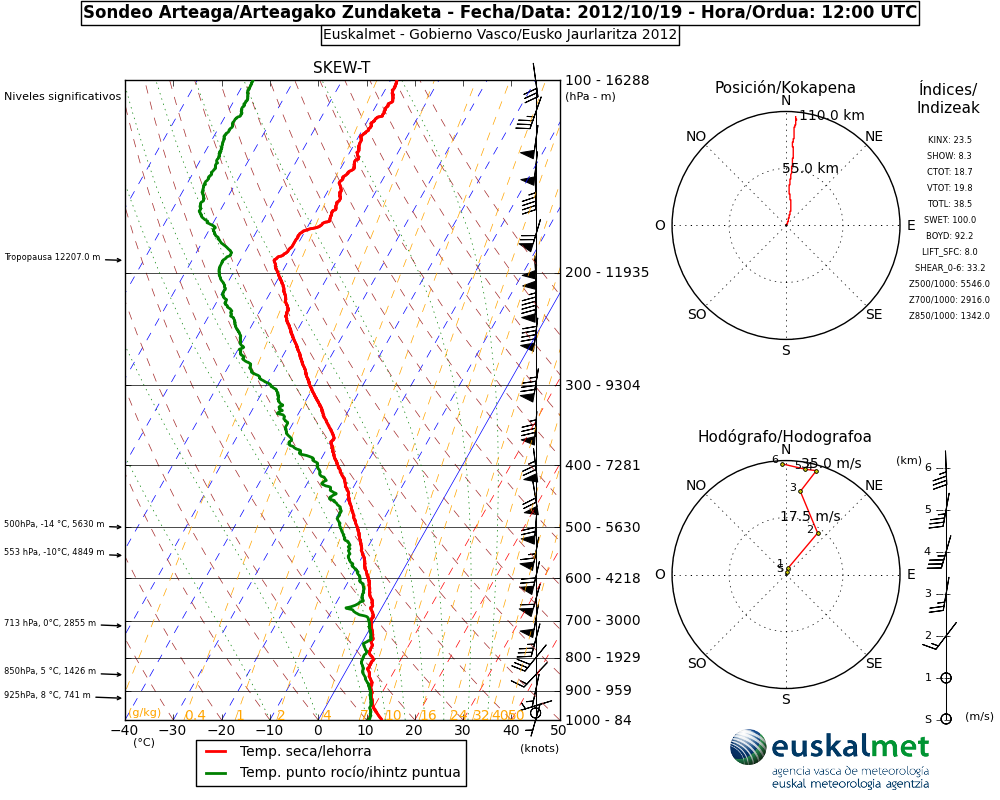 Sondeo Arteaga/Arteagako Zundaketa - Fecha/Data: 2012/10/19 - Hora/Ordua: 12:00 UTC
Euskalmet - Gobierno Vasco/Eusko Jaurlaritza 2012
SKEW-T
Niveles significativos
Tropopausa 12207.0 m
500hPa, -14 °C, 5630 m
553 hPa, -10°C, 4849 m
713 hPa, 0°C, 2855 m
850hPa, 5 °C, 1426 m
925hPa, 8 °C, 741 m
100 - 16288
(hPa - m)
200 - 11935
300 - 9304
400 - 7281
500 - 5630
600 - 4218
700 - 3000
800 - 1929
900 - 959
1000 - 84
(g/kg) 0.4 1 2 4 10 16 24 32 40 50
−40 −30 −20 −10 0 10 20 30 40 50
(°C)
(knots)
Temp. seca/lehorra
Temp. punto rocío/ihintz puntua
Posición/Kokapena
N
110.0 km
NO
NE
55.0 km
O
E
SO
SE
S
Índices/
Indizeak
KINX: 23.5
SHOW: 8.3
CTOT: 18.7
VTOT: 19.8
TOTL: 38.5
SWET: 100.0
BOYD: 92.2
LIFT_SFC: 8.0
SHEAR_0-6: 33.2
Z500/1000: 5546.0
Z700/1000: 2916.0
Z850/1000: 1342.0
Hodógrafo/Hodografoa
N
6
35.0 m/s
NO
NE
3
17.5 m/s
2
1
S
O
E
SO
SE
S
(km)
6
5
4
3
2
1
S
(m/s)
euskalmet
agencia vasca de meteorología
euskal meteorologia agentzia